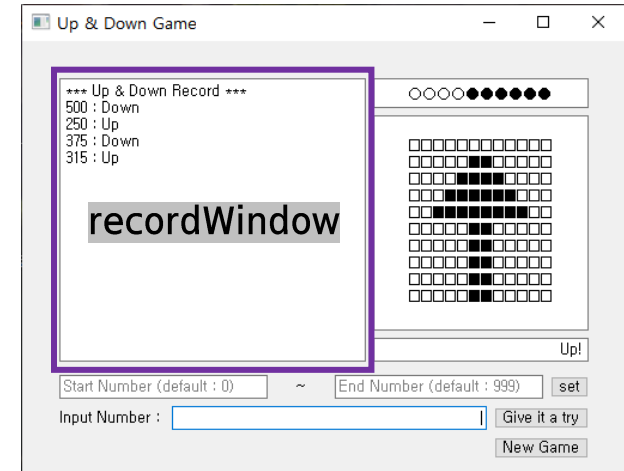 Up & Down Game
*** Up & Down Record ***
500 : Down
250 : Up
375 : Down
315 : Up
recordWindow
○○○○●●●●●●
□□□□□□□□□□□□
□□□□□■■□□□□□
□□□□■■■■□□□□
□□□■■■■■■□□□
□□■■■■■■■■□□
□□□□□■■□□□□□
□□□□□■■□□□□□
□□□□□■■□□□□□
□□□□□■■□□□□□
□□□□□■■□□□□□
Up!
Start Number (default : 0) ~ End Number (default : 999) set
Input Number : Give it a try
New Game